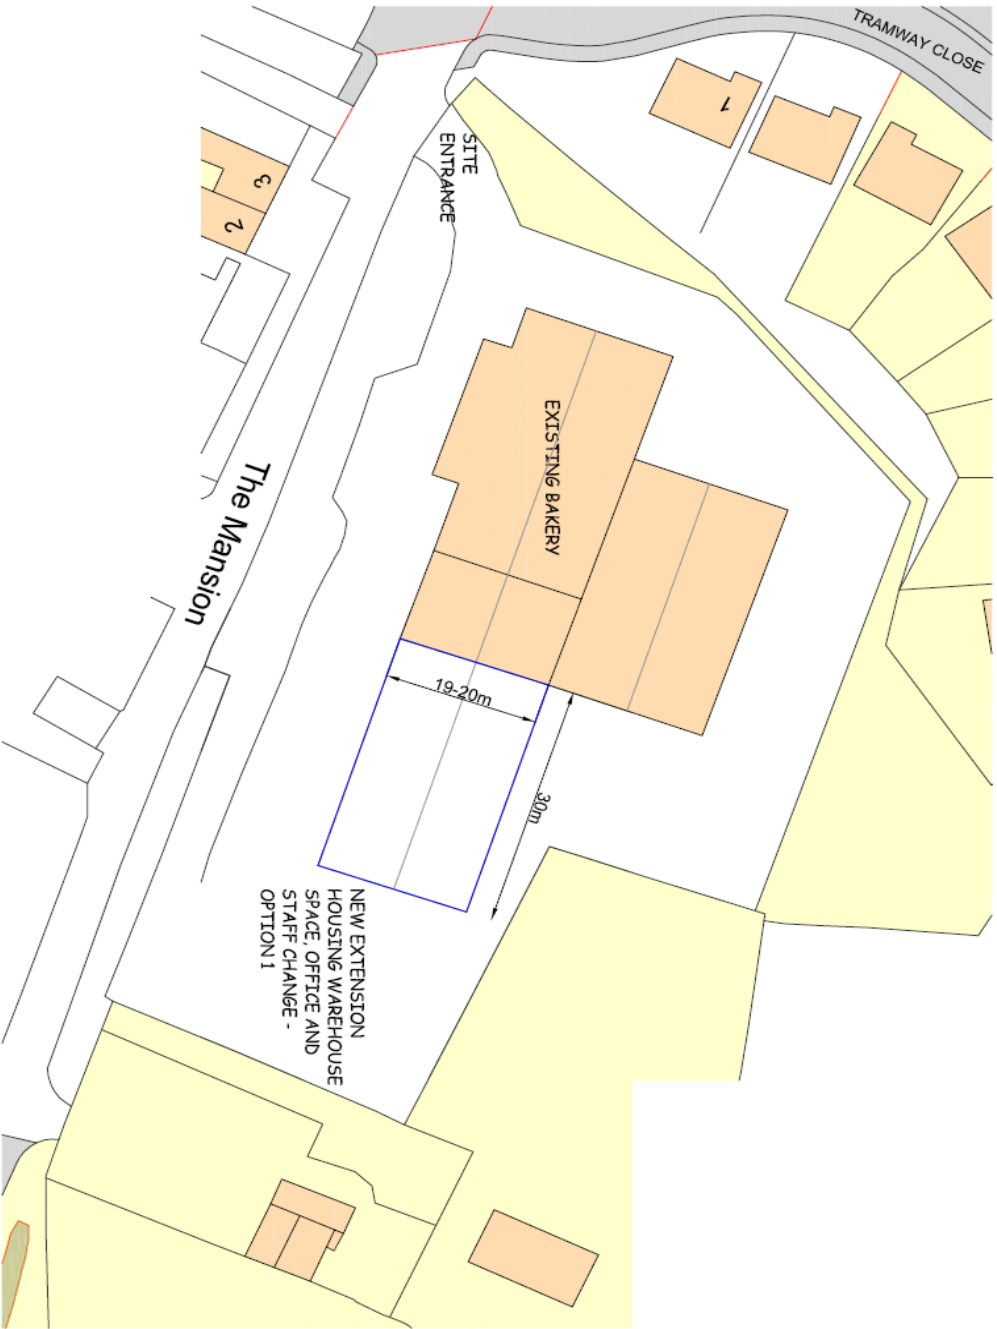 TRAMWAY CLOSE
1
SITE
ENTRANCE
3
2
EXISTING BAKERY
The Mansion
19-20m
30m
NEW EXTENSION
HOUSING WAREHOUSE
SPACE, OFFICE AND
STAFF CHANGE -
OPTION 1